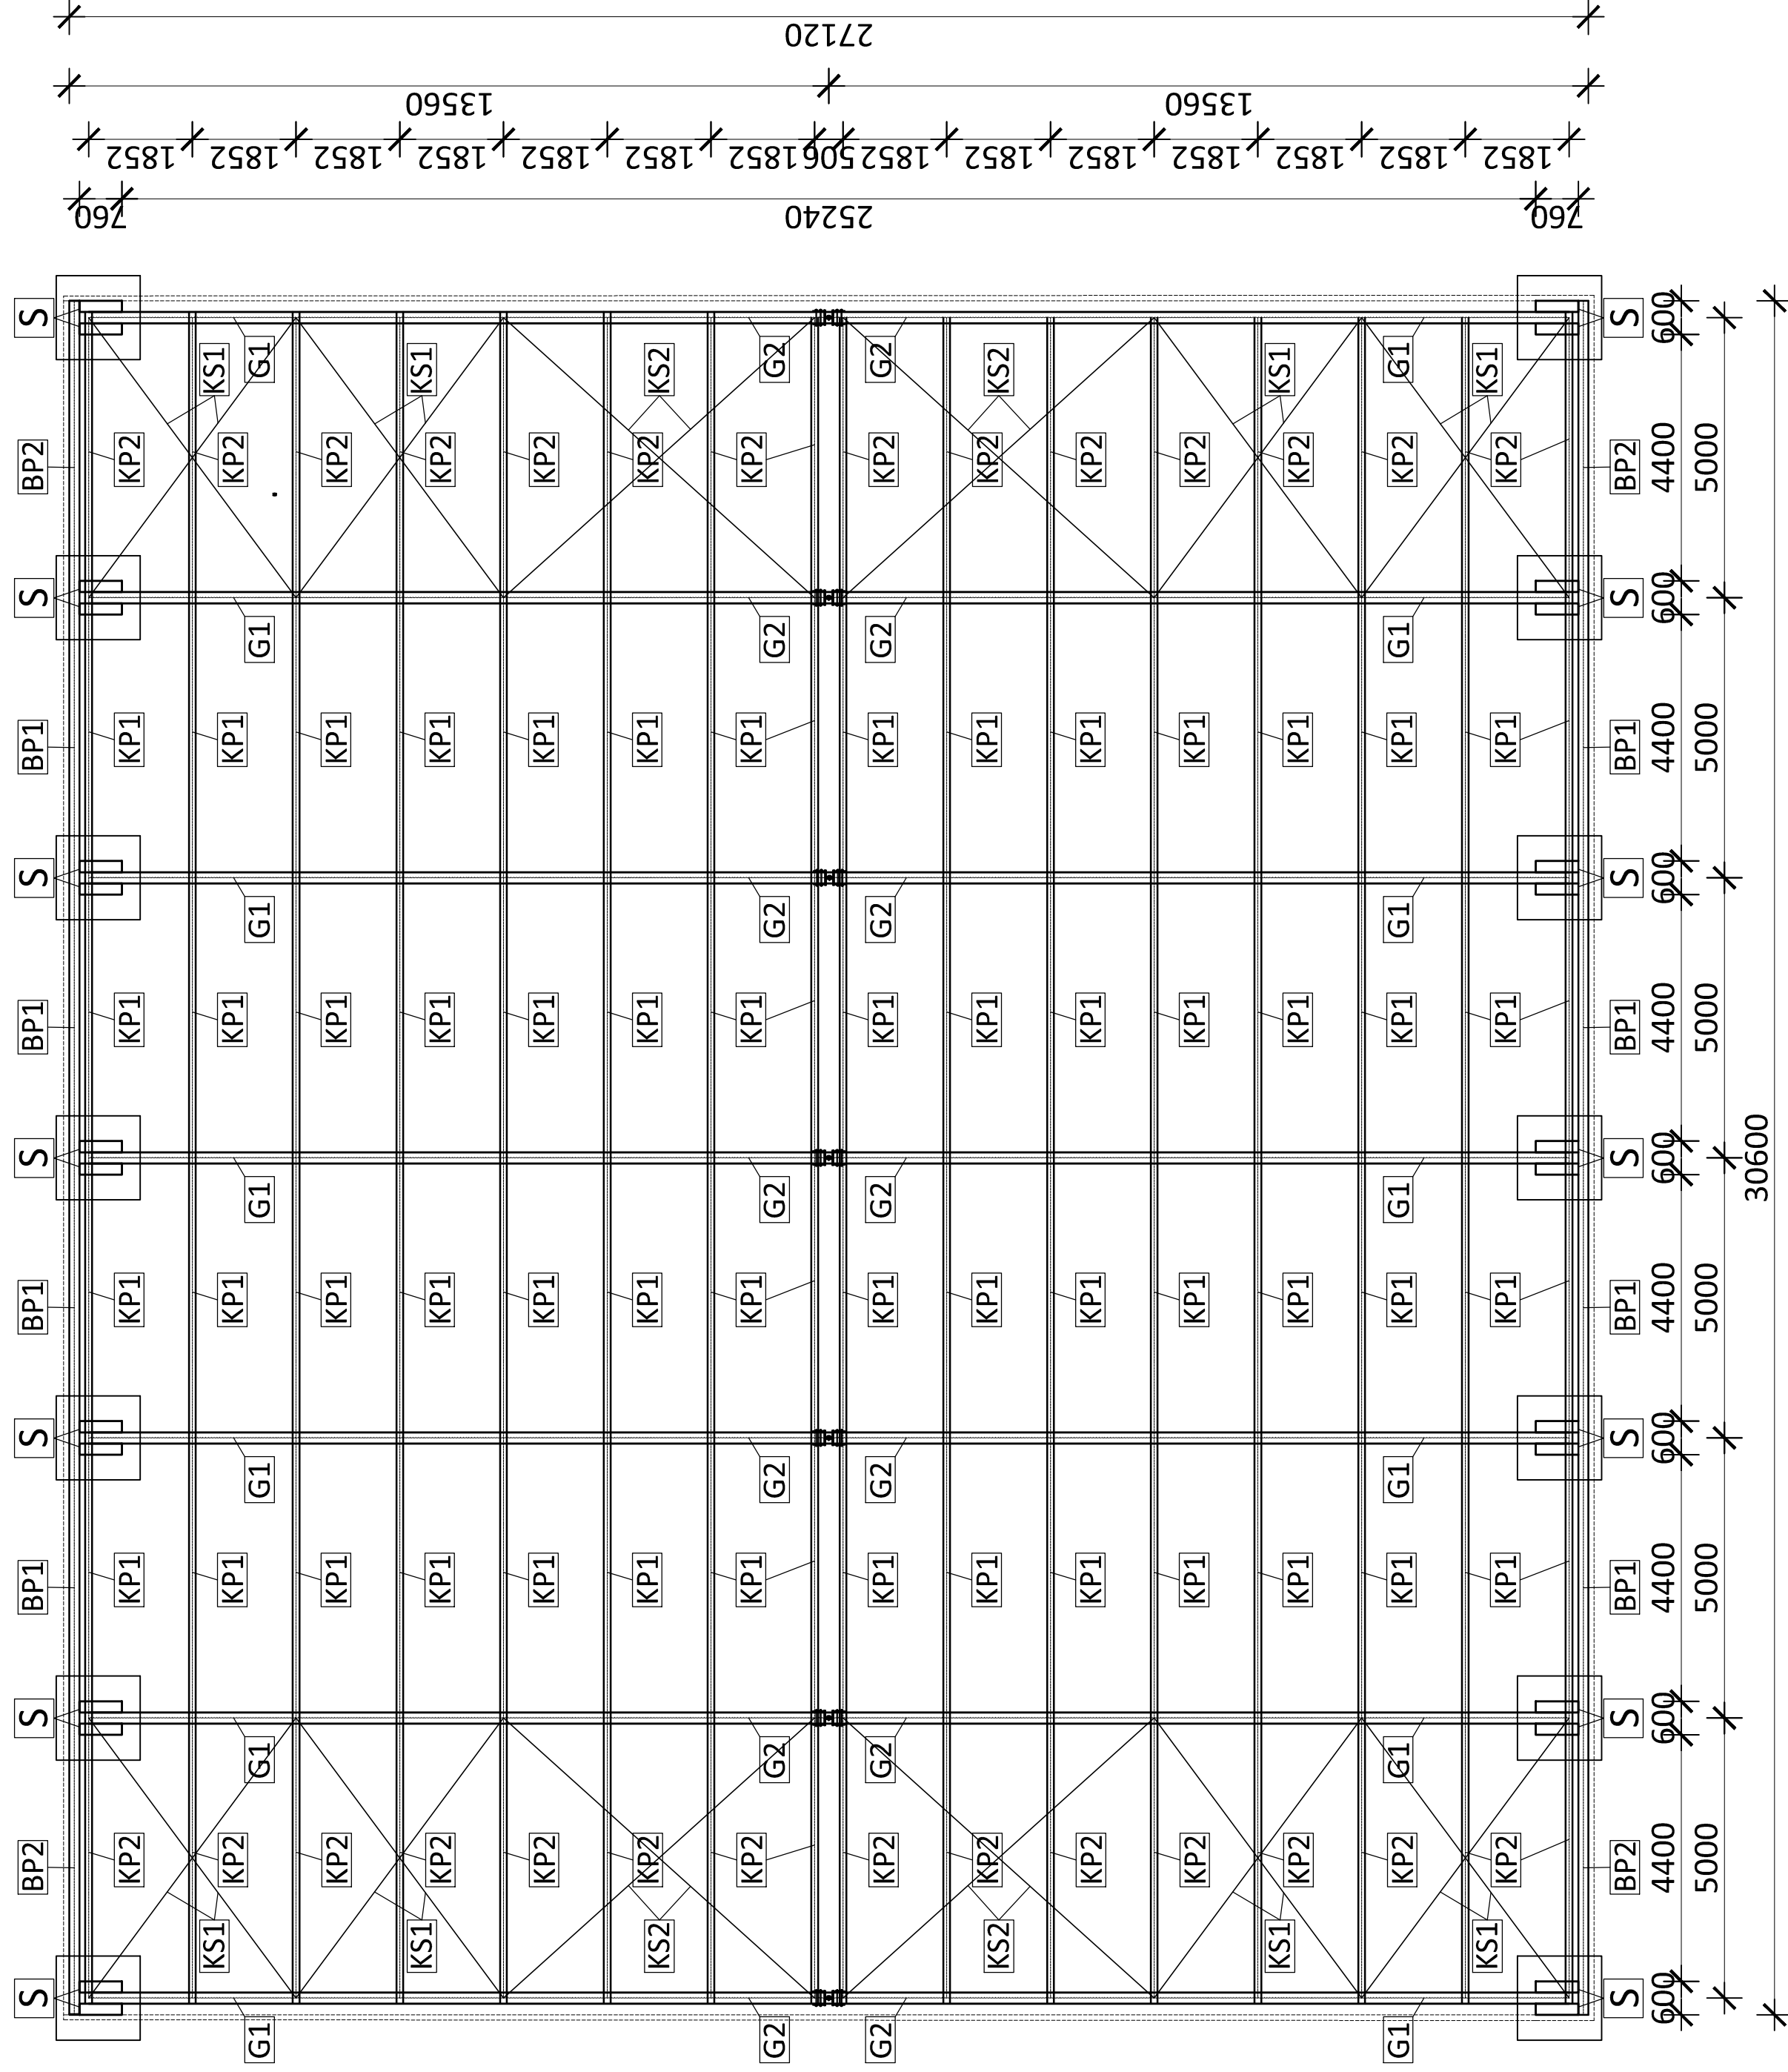 27120
13560 13560
1852 1852 1852 1852 1852 1852 1852 506 1852 1852 1852 1852 1852 1852 1852
760 25240 760
S S 600
KS1 G1 KS1 KS2 G2 G2 KS2 KS1 G1 KS1
BP2 KP2 KP2 KP2 KP2 KP2 KP2 KP2 KP2 KP2 KP2 KP2 KP2 KP2 KP2 BP2 4400 5000
S S 600
G1 G2 G2 G1
BP1 KP1 KP1 KP1 KP1 KP1 KP1 KP1 KP1 KP1 KP1 KP1 KP1 KP1 KP1 BP1 4400 5000
S S 600
G1 G2 G2 G1
BP1 KP1 KP1 KP1 KP1 KP1 KP1 KP1 KP1 KP1 KP1 KP1 KP1 KP1 KP1 BP1 4400 5000
S S 600 30600
G1 G2 G2 G1
BP1 KP1 KP1 KP1 KP1 KP1 KP1 KP1 KP1 KP1 KP1 KP1 KP1 KP1 KP1 BP1 4400 5000
S S 600
G1 G2 G2 G1
BP1 KP1 KP1 KP1 KP1 KP1 KP1 KP1 KP1 KP1 KP1 KP1 KP1 KP1 KP1 BP1 4400 5000
S S 600
G1 G2 G2 G1
BP2 KP2 KP2 KP2 KP2 KP2 KP2 KP2 KP2 KP2 KP2 KP2 KP2 KP2 KP2 BP2 4400 5000
KS1 KS1 KS2 KS2 KS1 KS1
S S 600
G1 G2 G2 G1